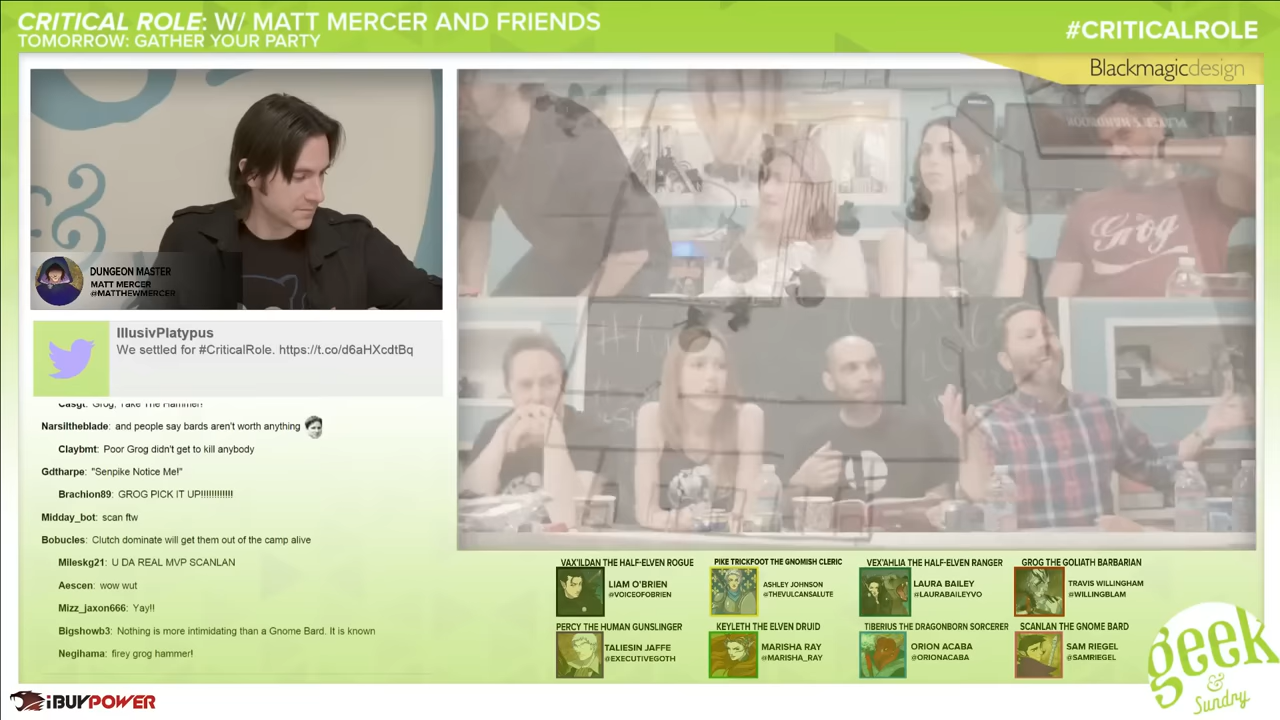 CRITICAL ROLE: W/ MATT MERCER AND FRIENDS
TOMORROW: GATHER YOUR PARTY
#CRITICALROLE
Blackmagicdesign
Grog
DUNGEON MASTER
MATT MERCER
@MATTHEWMERCER
IllusivPlatypus
We settled for #CriticalRole. https://t.co/d6aHXcdtBq
Casgt: Grog, Take The Hammer!
Narsiltheblade: and people say bards aren't worth anything
Claybmt: Poor Grog didn't get to kill anybody
Gdtharpe: "Senpike Notice Me!"
Brachion89: GROG PICK IT UP!!!!!!!!!!!!
Midday_bot: scan ftw
Bobucles: Clutch dominate will get them out of the camp alive
Mileskg21: U DA REAL MVP SCANLAN
Aescen: wow wut
Mizz_jaxon666: Yay!!
Bigshowb3: Nothing is more intimidating than a Gnome Bard. It is known
Negihama: firey grog hammer!
VAX'ILDAN THE HALF-ELVEN ROGUE
LIAM O'BRIEN
@VOICEOFOBRIEN
PIKE TRICKFOOT THE GNOMISH CLERIC
ASHLEY JOHNSON
@THEVULCANSALUTE
VEX'AHLIA THE HALF-ELVEN RANGER
LAURA BAILEY
@LAURABAILEYVO
GROG THE GOLIATH BARBARIAN
TRAVIS WILLINGHAM
@WILLINGBLAM
PERCY THE HUMAN GUNSLINGER
TALIESIN JAFFE
@EXECUTIVEGOTH
KEYLETH THE ELVEN DRUID
MARISHA RAY
@MARISHA_RAY
TIBERIUS THE DRAGONBORN SORCERER
ORION ACABA
@ORIONACABA
SCANLAN THE GNOME BARD
SAM RIEGEL
@SAMRIEGEL
geek
&
Sundry
iBUYPOWER